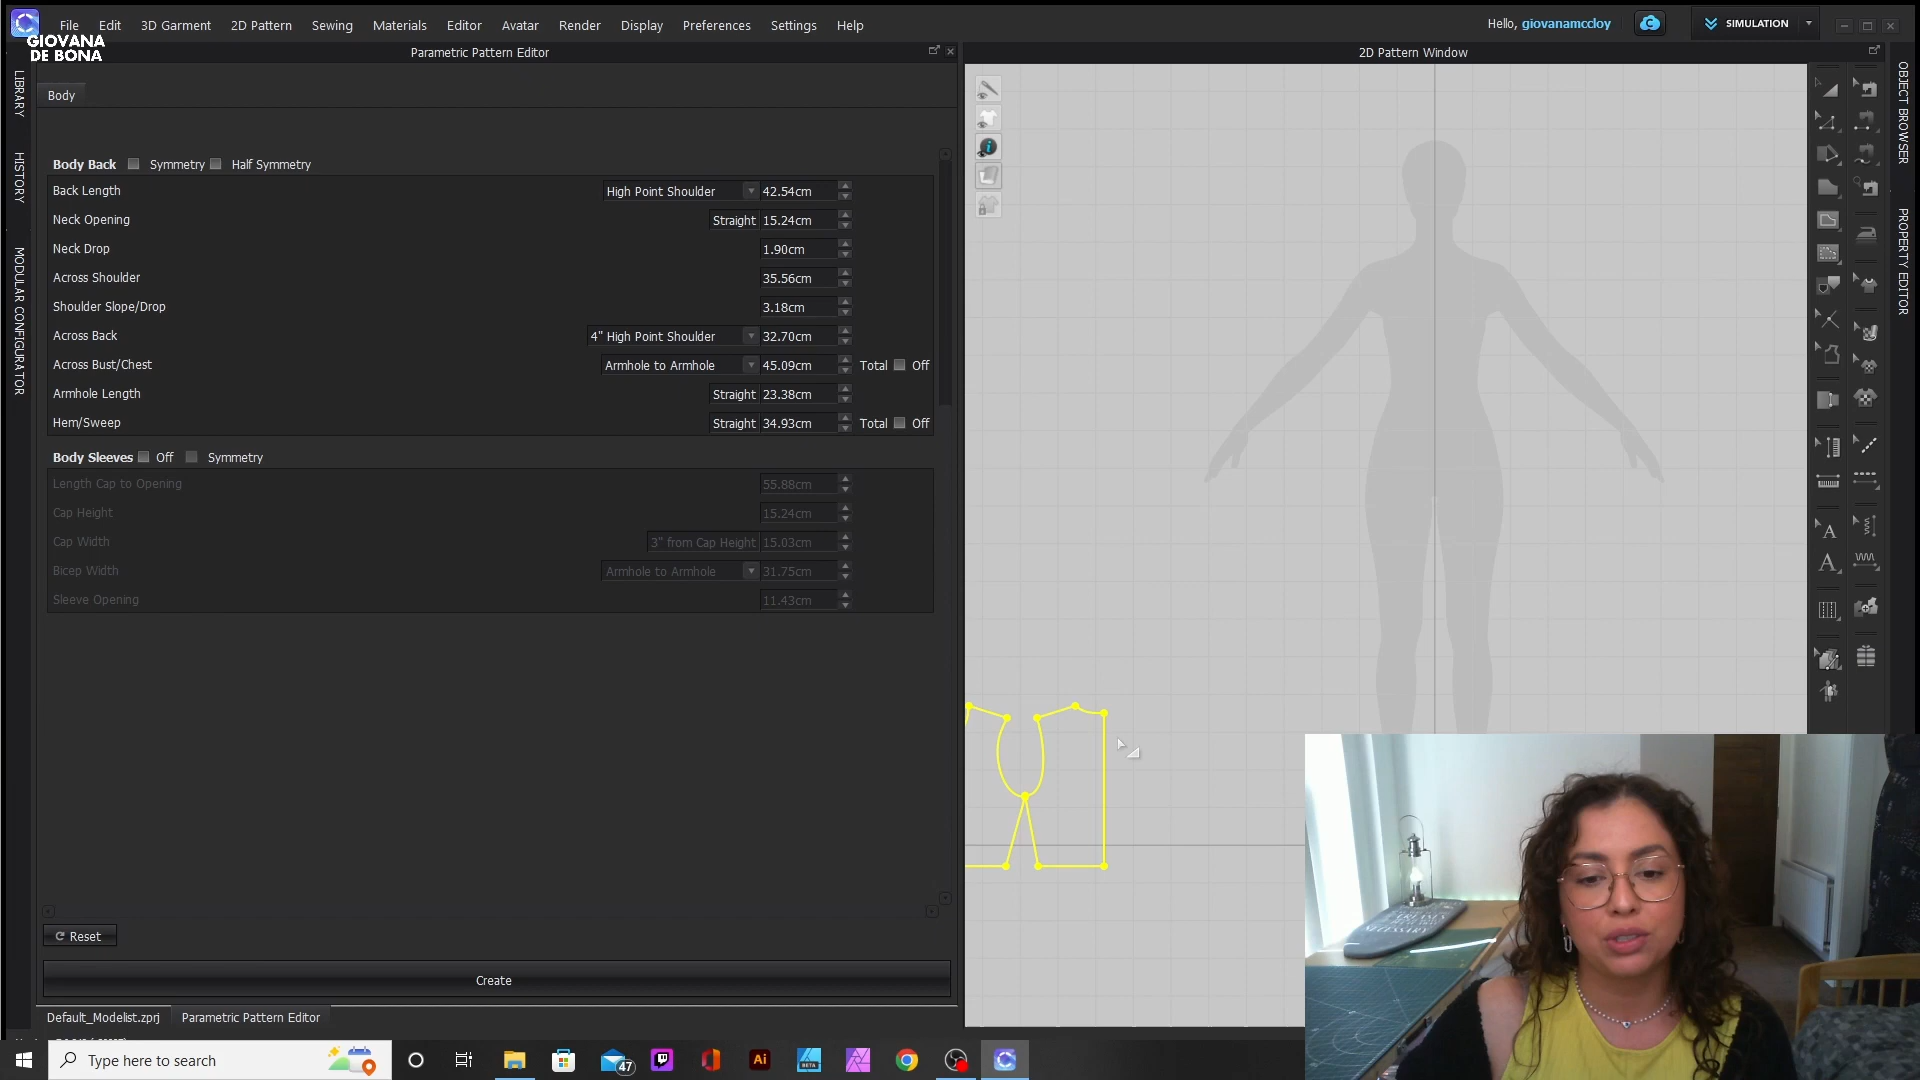 File Edit 3D Garment 2D Pattern Sewing Materials Editor Avatar Render Display Preferences Settings Help
Hello, giovanamccloy
SIMULATION
GIOVANA
DE BONA
Parametric Pattern Editor
2D Pattern Window
LIBRARY
HISTORY
MODULAR CONFIGURATOR
Body
Body Back Symmetry Half Symmetry
Back Length High Point Shoulder 42.54cm
Neck Opening Straight 15.24cm
Neck Drop 1.90cm
Across Shoulder 35.56cm
Shoulder Slope/Drop 3.18cm
Across Back 4" High Point Shoulder 32.70cm
Across Bust/Chest Armhole to Armhole 45.09cm Total Off
Armhole Length Straight 23.38cm
Hem/Sweep Straight 34.93cm Total Off
Body Sleeves Off Symmetry
Length Cap to Opening 55.88cm
Cap Height 15.24cm
Cap Width 3" from Cap Height 15.03cm
Bicep Width Armhole to Armhole 31.75cm
Sleeve Opening 11.43cm
Reset
Create
Default_Modelist.zprj Parametric Pattern Editor
OBJECT BROWSER
PROPERTY EDITOR
A
A
Type here to search
47
Ai
BETA